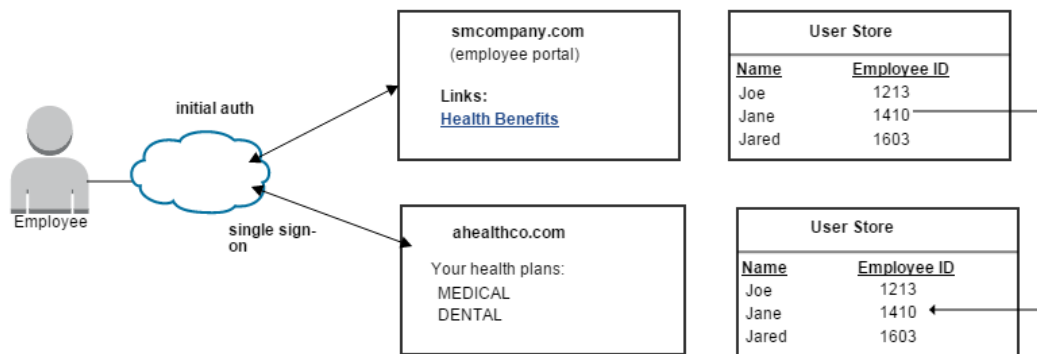 smcompany.com
(employee portal)
Links:
Health Benefits
User Store
Name Employee ID
Joe 1213
Jane 1410
Jared 1603
initial auth
Employee
single sign-
on
ahealthco.com
Your health plans:
MEDICAL
DENTAL
User Store
Name Employee ID
Joe 1213
Jane 1410
Jared 1603